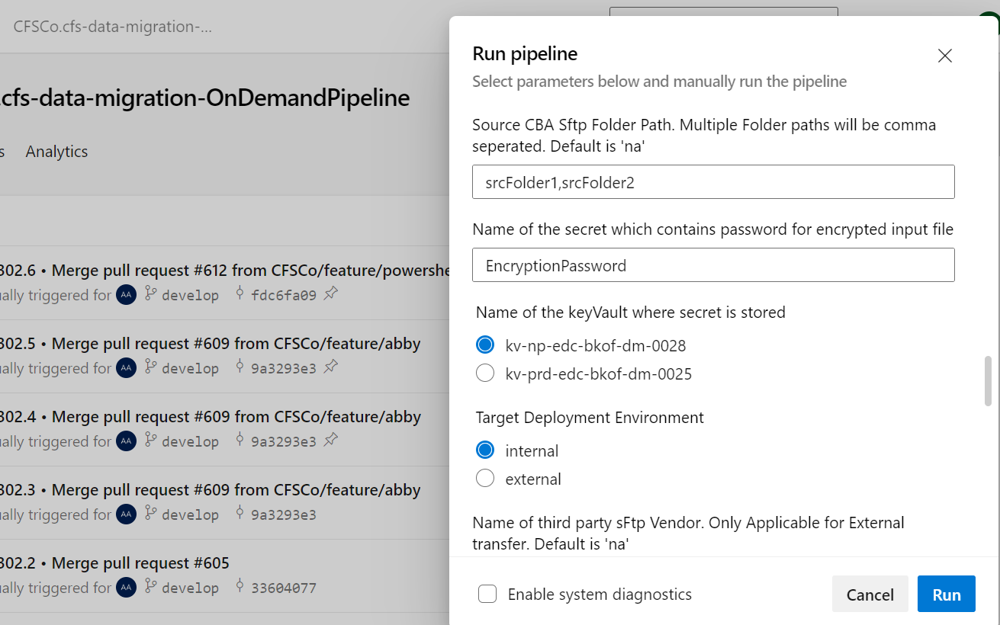 CFSCo.cfs-data-migration-...
.cfs-data-migration-OnDemandPipeline
s Analytics
302.6 • Merge pull request #612 from CFSCo/feature/powershe
ually triggered for AA develop fdc6fa09
302.5 • Merge pull request #609 from CFSCo/feature/abby
ually triggered for AA develop 9a3293e3
302.4 • Merge pull request #609 from CFSCo/feature/abby
ually triggered for AA develop 9a3293e3
302.3 • Merge pull request #609 from CFSCo/feature/abby
ually triggered for AA develop 9a3293e3
302.2 • Merge pull request #605
ually triggered for AA develop 33604077
Run pipeline
Select parameters below and manually run the pipeline
Source CBA Sftp Folder Path. Multiple Folder paths will be comma
seperated. Default is 'na'
srcFolder1,srcFolder2
Name of the secret which contains password for encrypted input file
EncryptionPassword
Name of the keyVault where secret is stored
kv-np-edc-bkof-dm-0028
kv-prd-edc-bkof-dm-0025
Target Deployment Environment
internal
external
Name of third party sFtp Vendor. Only Applicable for External
transfer. Default is 'na'
Enable system diagnostics
Cancel
Run